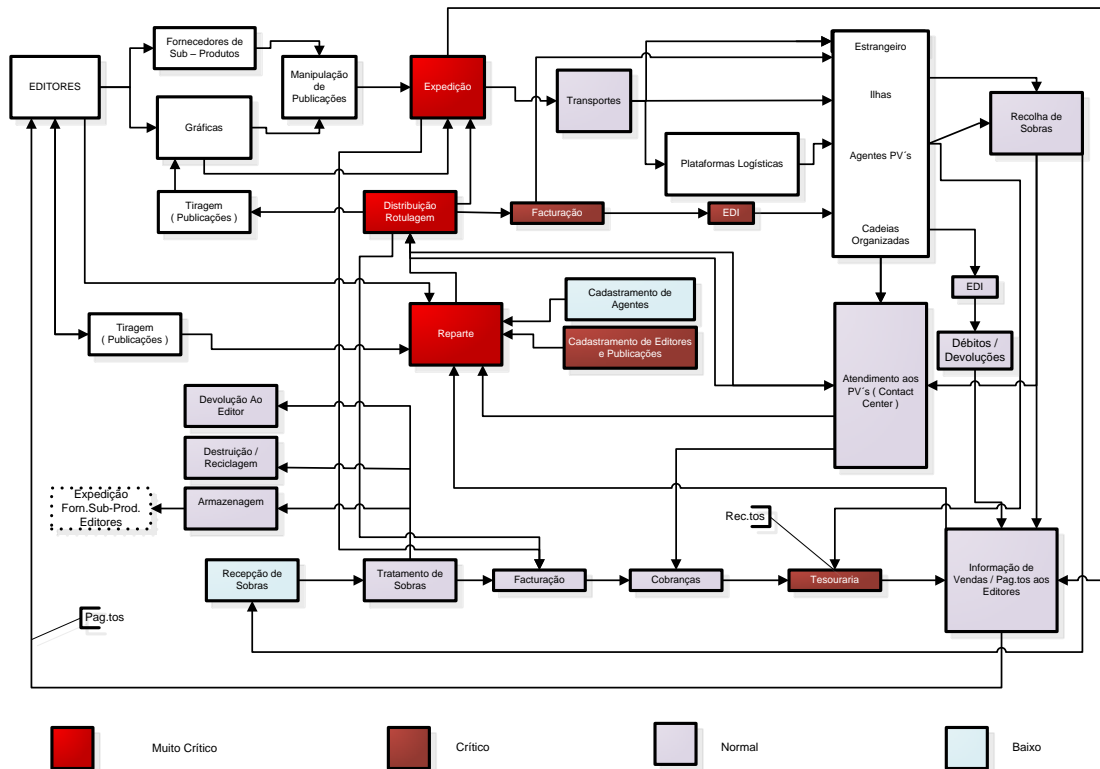 Fornecedores de
Sub – Produtos
EDITORES
Manipulação
de
Publicações
Expedição
Gráficas
Transportes
Estrangeiro
Ilhas
Agentes PV´s
Cadeias
Organizadas
Recolha de
Sobras
Plataformas Logísticas
Tiragem
( Publicações )
Distribuição
Rotulagem
Facturação
EDI
EDI
Cadastramento de
Agentes
Reparte
Cadastramento de Editores
e Publicações
Tiragem
( Publicações )
Débitos /
Devoluções
Atendimento aos
PV´s ( Contact
Center )
Devolução Ao
Editor
Destruição /
Reciclagem
Armazenagem
Expedição
Forn.Sub-Prod.
Editores
Rec.tos
Recepção de
Sobras
Tratamento de
Sobras
Facturação
Cobranças
Tesouraria
Informação de
Vendas / Pag.tos aos
Editores
Pag.tos
Muito Crítico
Crítico
Normal
Baixo